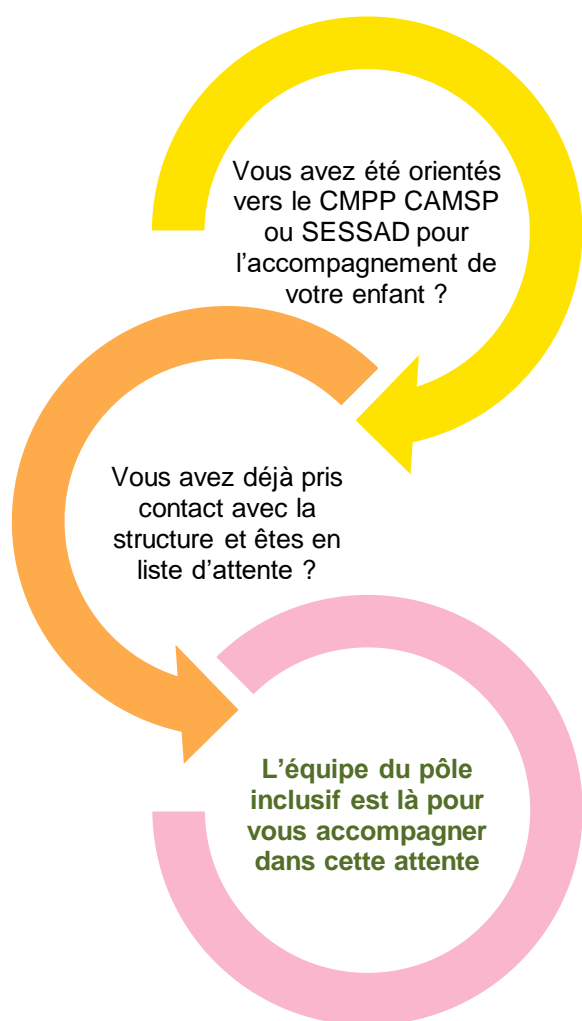 Vous avez été orientés
vers le CMPP CAMSP
ou SESSAD pour
l'accompagnement de
votre enfant ?
Vous avez déjà pris
contact avec la
structure et êtes en
liste d'attente ?
L'équipe du pôle
inclusif est là pour
vous accompagner
dans cette attente